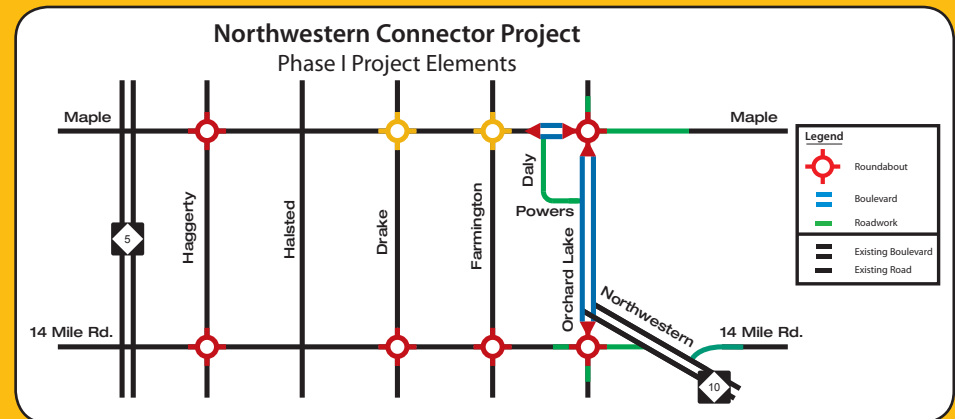 Northwestern Connector Project
Phase I Project Elements
Maple
Maple
Legend
Roundabout
Boulevard
Roadwork
Existing Boulevard
Existing Road
Haggerty
Halsted
Drake
Farmington
Daly
Powers
Orchard Lake
Northwestern
5
14 Mile Rd.
14 Mile Rd.
10